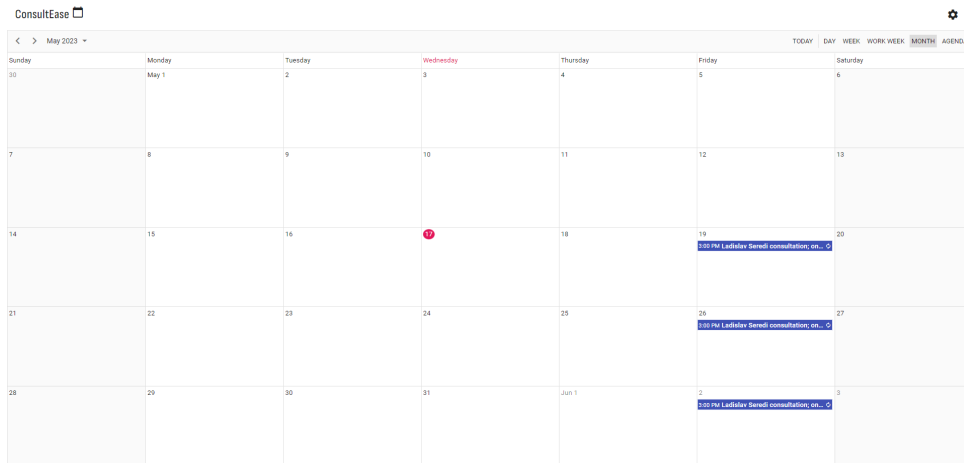 ConsultEase
May 2023
TODAY DAY WEEK WORK WEEK MONTH AGENDA
Sunday Monday Tuesday Wednesday Thursday Friday Saturday
30 May 1 2 3 4 5 6
7 8 9 10 11 12 13
14 15 16 17 18 19 20
3:00 PM Ladislav Seredi consultation; on...
21 22 23 24 25 26 27
3:00 PM Ladislav Seredi consultation; on...
28 29 30 31 Jun 1 2 3
3:00 PM Ladislav Seredi consultation; on...